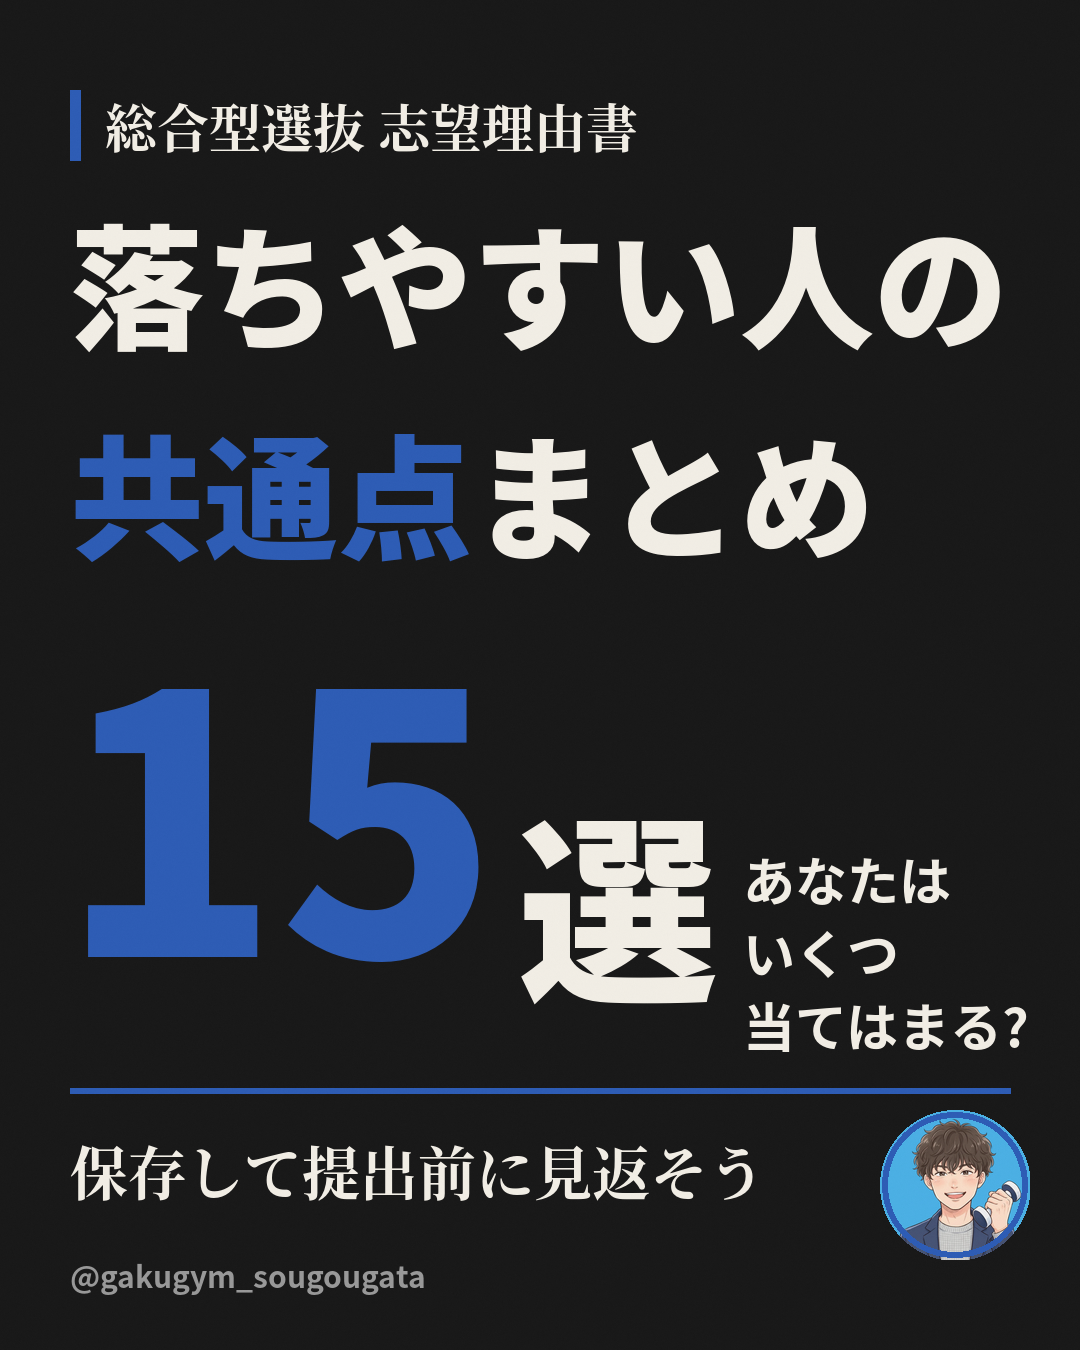 総合型選抜 志望理由書
落ちやすい人の
共通点まとめ
15選
あなたは
いくつ
当てはまる?
保存して提出前に見返そう
@gakugym_sougougata